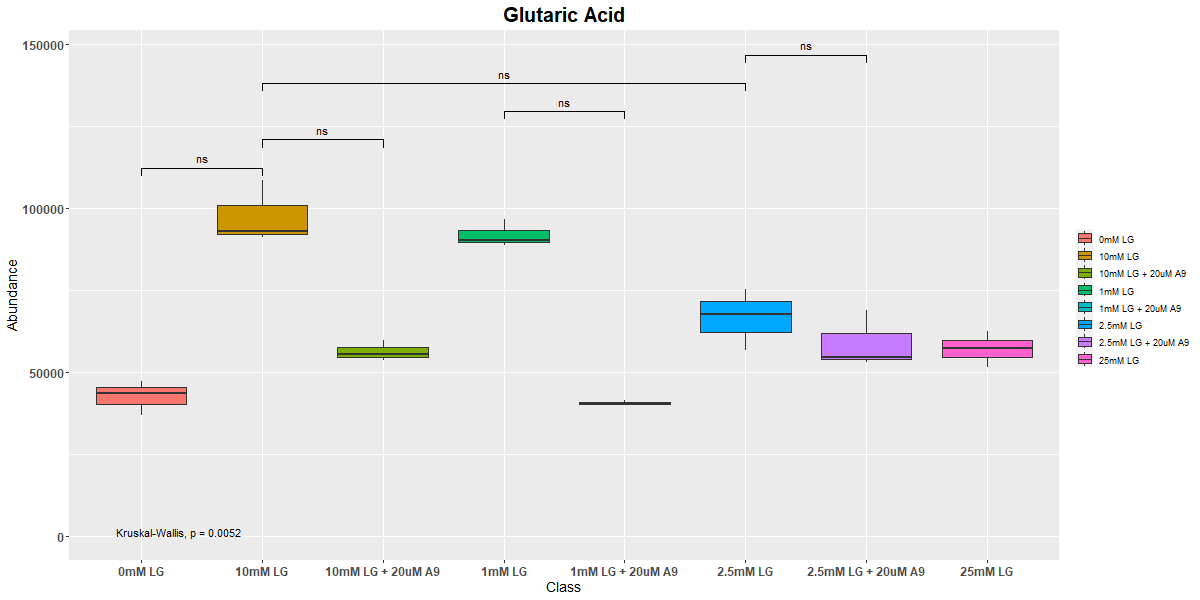 Glutaric Acid
Abundance
150000
100000
50000
0
ns
ns
ns
ns
ns
Kruskal-Wallis, p = 0.0052
0mM LG
10mM LG
10mM LG + 20uM A9
1mM LG
1mM LG + 20uM A9
2.5mM LG
2.5mM LG + 20uM A9
25mM LG
Class
0mM LG
10mM LG
10mM LG + 20uM A9
1mM LG
1mM LG + 20uM A9
2.5mM LG
2.5mM LG + 20uM A9
25mM LG